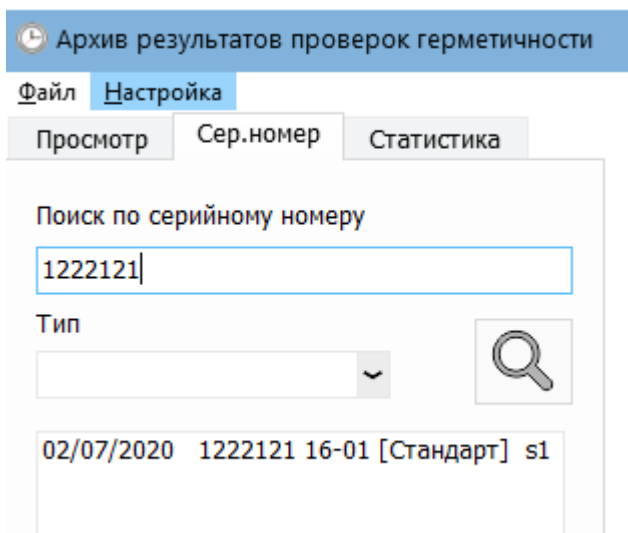 Архив результатов проверок герметичности
Файл Настройка
Просмотр Сер.номер Статистика
Поиск по серийному номеру
1222121
Тип
02/07/2020 1222121 16-01 [Стандарт] s1